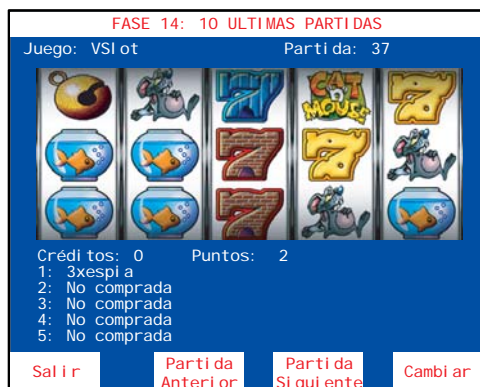 FASE 14: 10 ULTIMAS PARTIDAS
Juego: VSlot Partida: 37
CAT
MOUSE
Créditos: 0 Puntos: 2
1: 3xespia
2: No comprada
3: No comprada
4: No comprada
5: No comprada
Salir Partida Anterior Partida Siguiente Cambiar